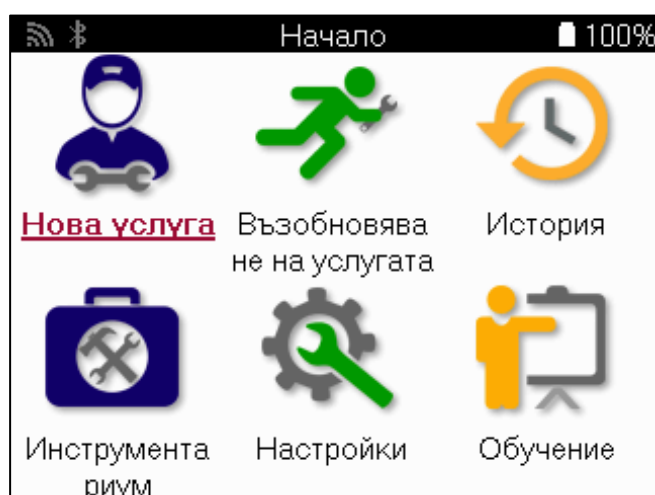 Начало 100%
Нова услуга
Възобновява
не на услугата
История
Инструмента
риум
Настройки
Обучение